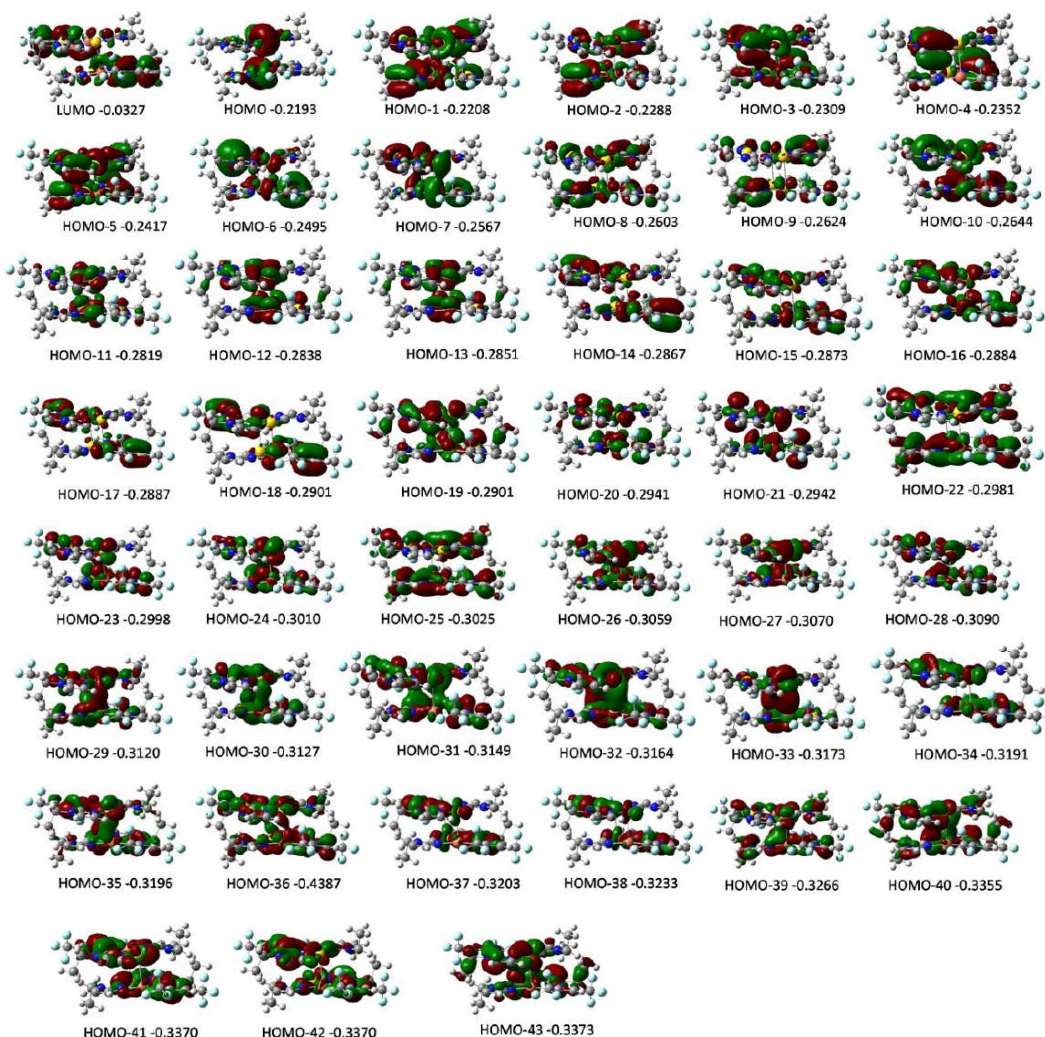 LUMO -0.0327 HOMO -0.2193 HOMO-1 -0.2208 HOMO-2 -0.2288 HOMO-3 -0.2309 HOMO-4 -0.2352
HOMO-5 -0.2417 HOMO-6 -0.2495 HOMO-7 -0.2567 HOMO-8 -0.2603 HOMO-9 -0.2624 HOMO-10 -0.2644
HOMO-11 -0.2819 HOMO-12 -0.2838 HOMO-13 -0.2851 HOMO-14 -0.2867 HOMO-15 -0.2873 HOMO-16 -0.2884
HOMO-17 -0.2887 HOMO-18 -0.2901 HOMO-19 -0.2901 HOMO-20 -0.2941 HOMO-21 -0.2942 HOMO-22 -0.2981
HOMO-23 -0.2998 HOMO-24 -0.3010 HOMO-25 -0.3025 HOMO-26 -0.3059 HOMO-27 -0.3070 HOMO-28 -0.3090
HOMO-29 -0.3120 HOMO-30 -0.3127 HOMO-31 -0.3149 HOMO-32 -0.3164 HOMO-33 -0.3173 HOMO-34 -0.3191
HOMO-35 -0.3196 HOMO-36 -0.4387 HOMO-37 -0.3203 HOMO-38 -0.3233 HOMO-39 -0.3266 HOMO-40 -0.3355
HOMO-41 -0.3370 HOMO-42 -0.3370 HOMO-43 -0.3373